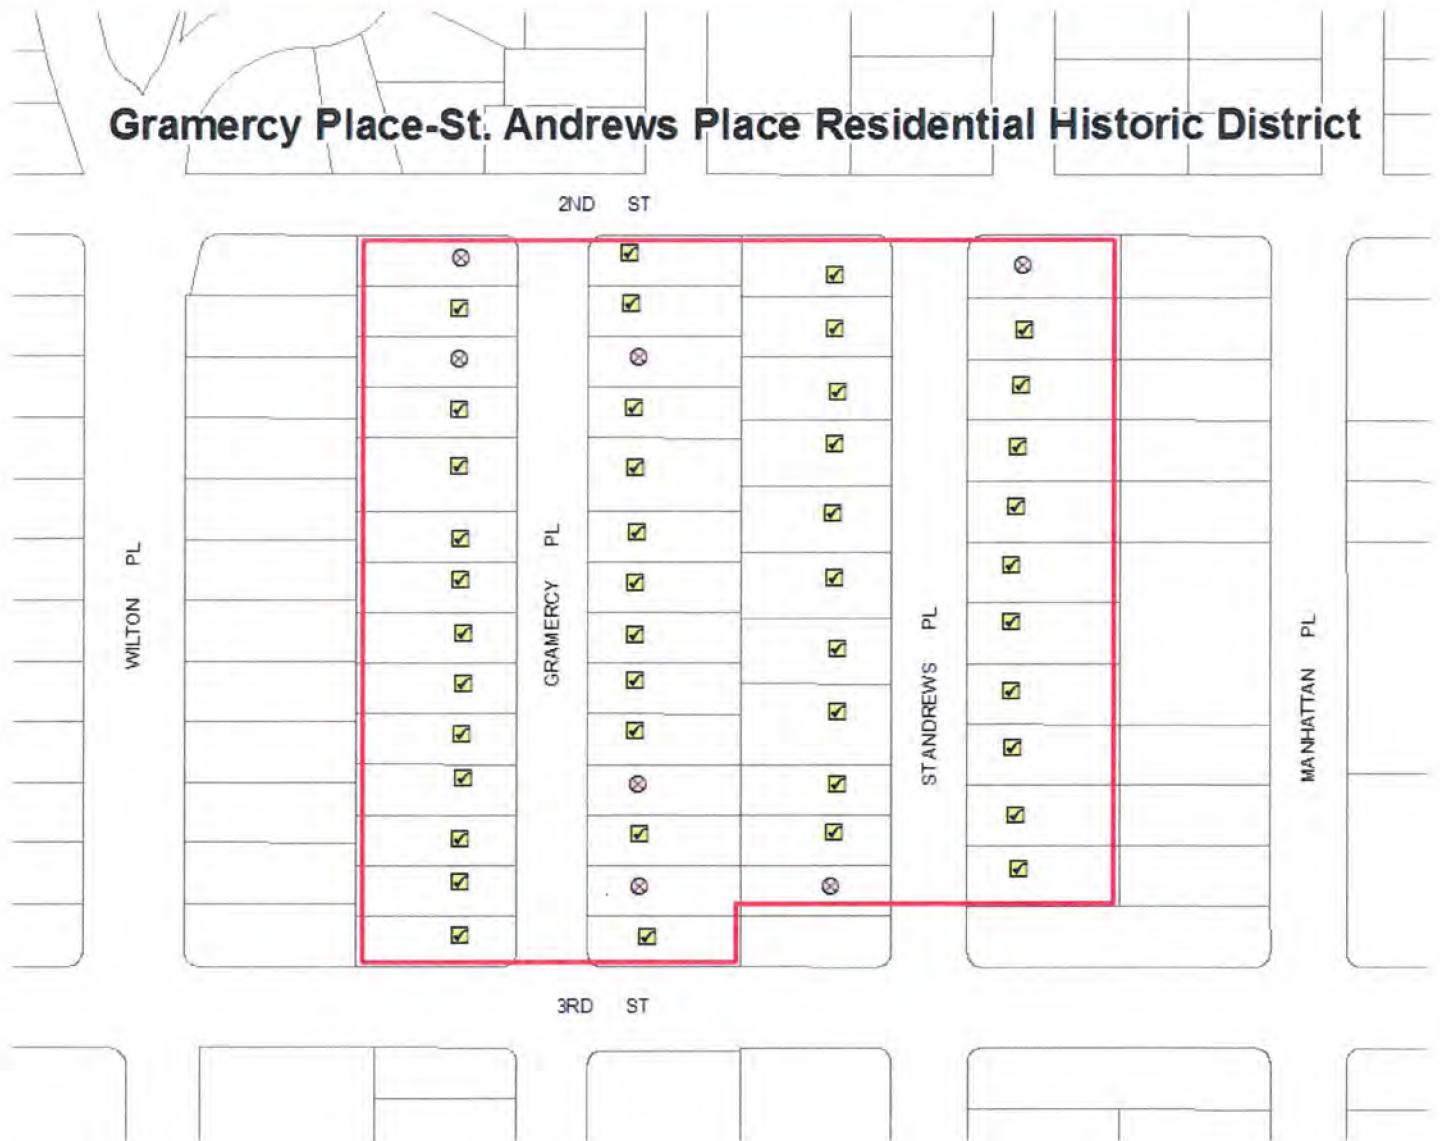 Gramercy Place-St. Andrews Place Residential Historic District
2ND ST
WILTON PL
GRAMERCY PL
ST ANDREWS PL
MANHATTAN PL
3RD ST